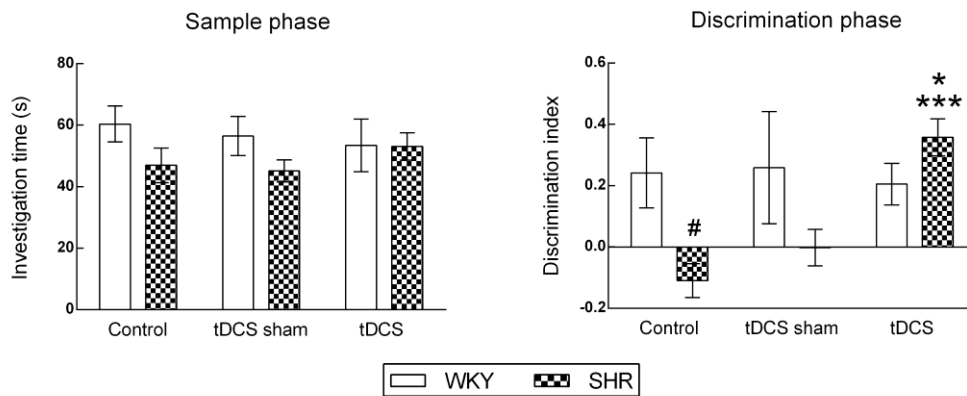 Sample phase
Investigation time (s)
80
60
40
20
0
Control
tDCS sham
tDCS
Discrimination phase
Discrimination index
0.6
0.4
0.2
0.0
-0.2
#
*
***
Control
tDCS sham
tDCS
WKY
SHR